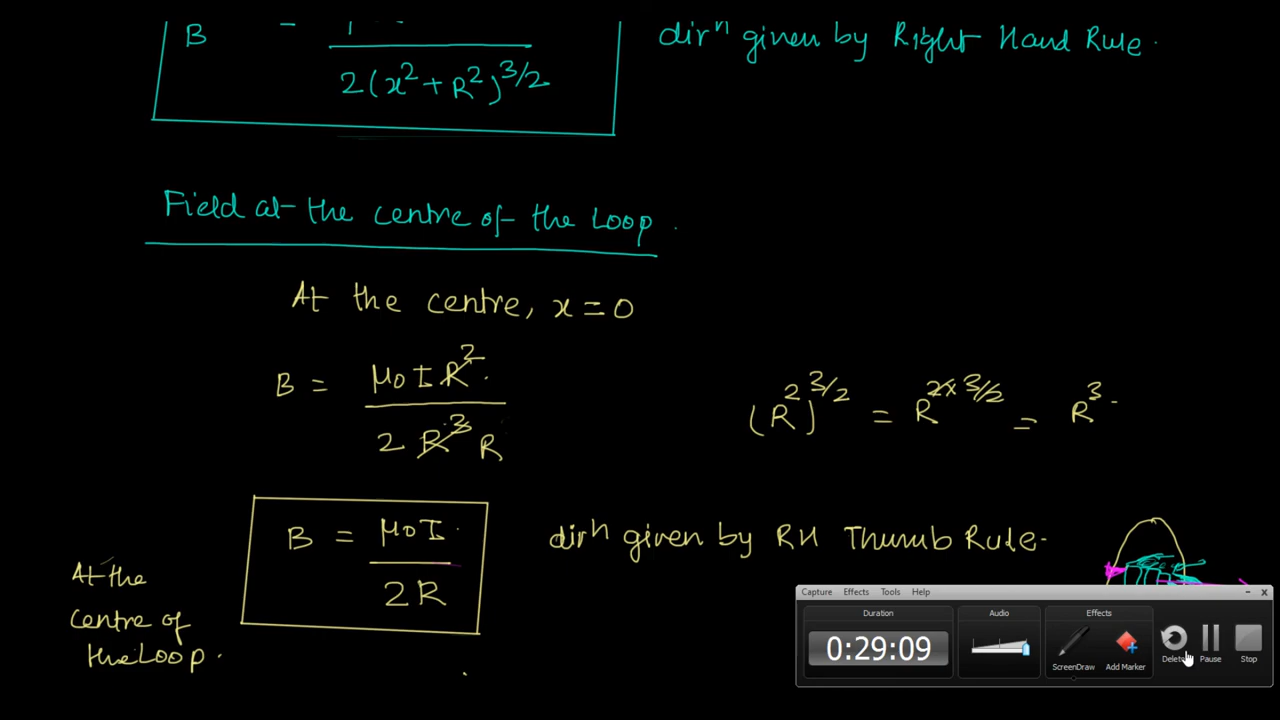 B =
2(x² + R²)^3/2
dirⁿ given by Right Hand Rule.
Field at the centre of the Loop.
At the centre, x = 0
B = μ0 I R² / 2 R³ R
(R²)^3/2 = R^2×3/2 = R³
B = μ0 I / 2R
dirⁿ given by RH Thumb Rule.
At the
centre of
the Loop.
Capture Effects Tools Help
Duration Audio Effects
0:29:09
ScreenDraw Add Marker Delete Pause Stop